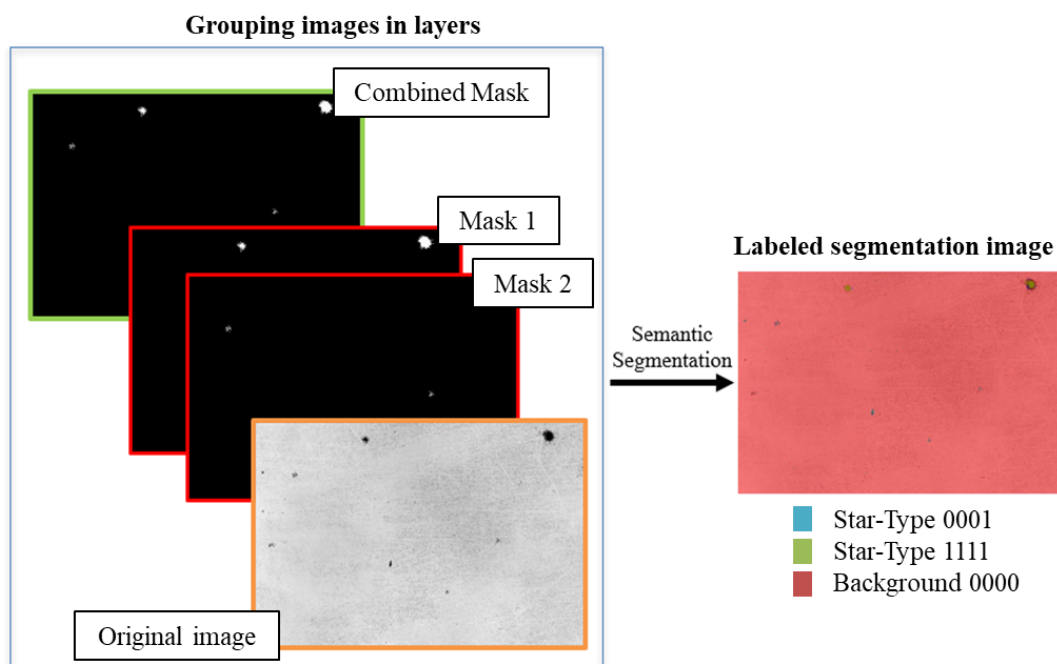 Grouping images in layers
Combined Mask
Mask 1
Mask 2
Original image
Semantic
Segmentation
Labeled segmentation image
Star-Type 0001
Star-Type 1111
Background 0000